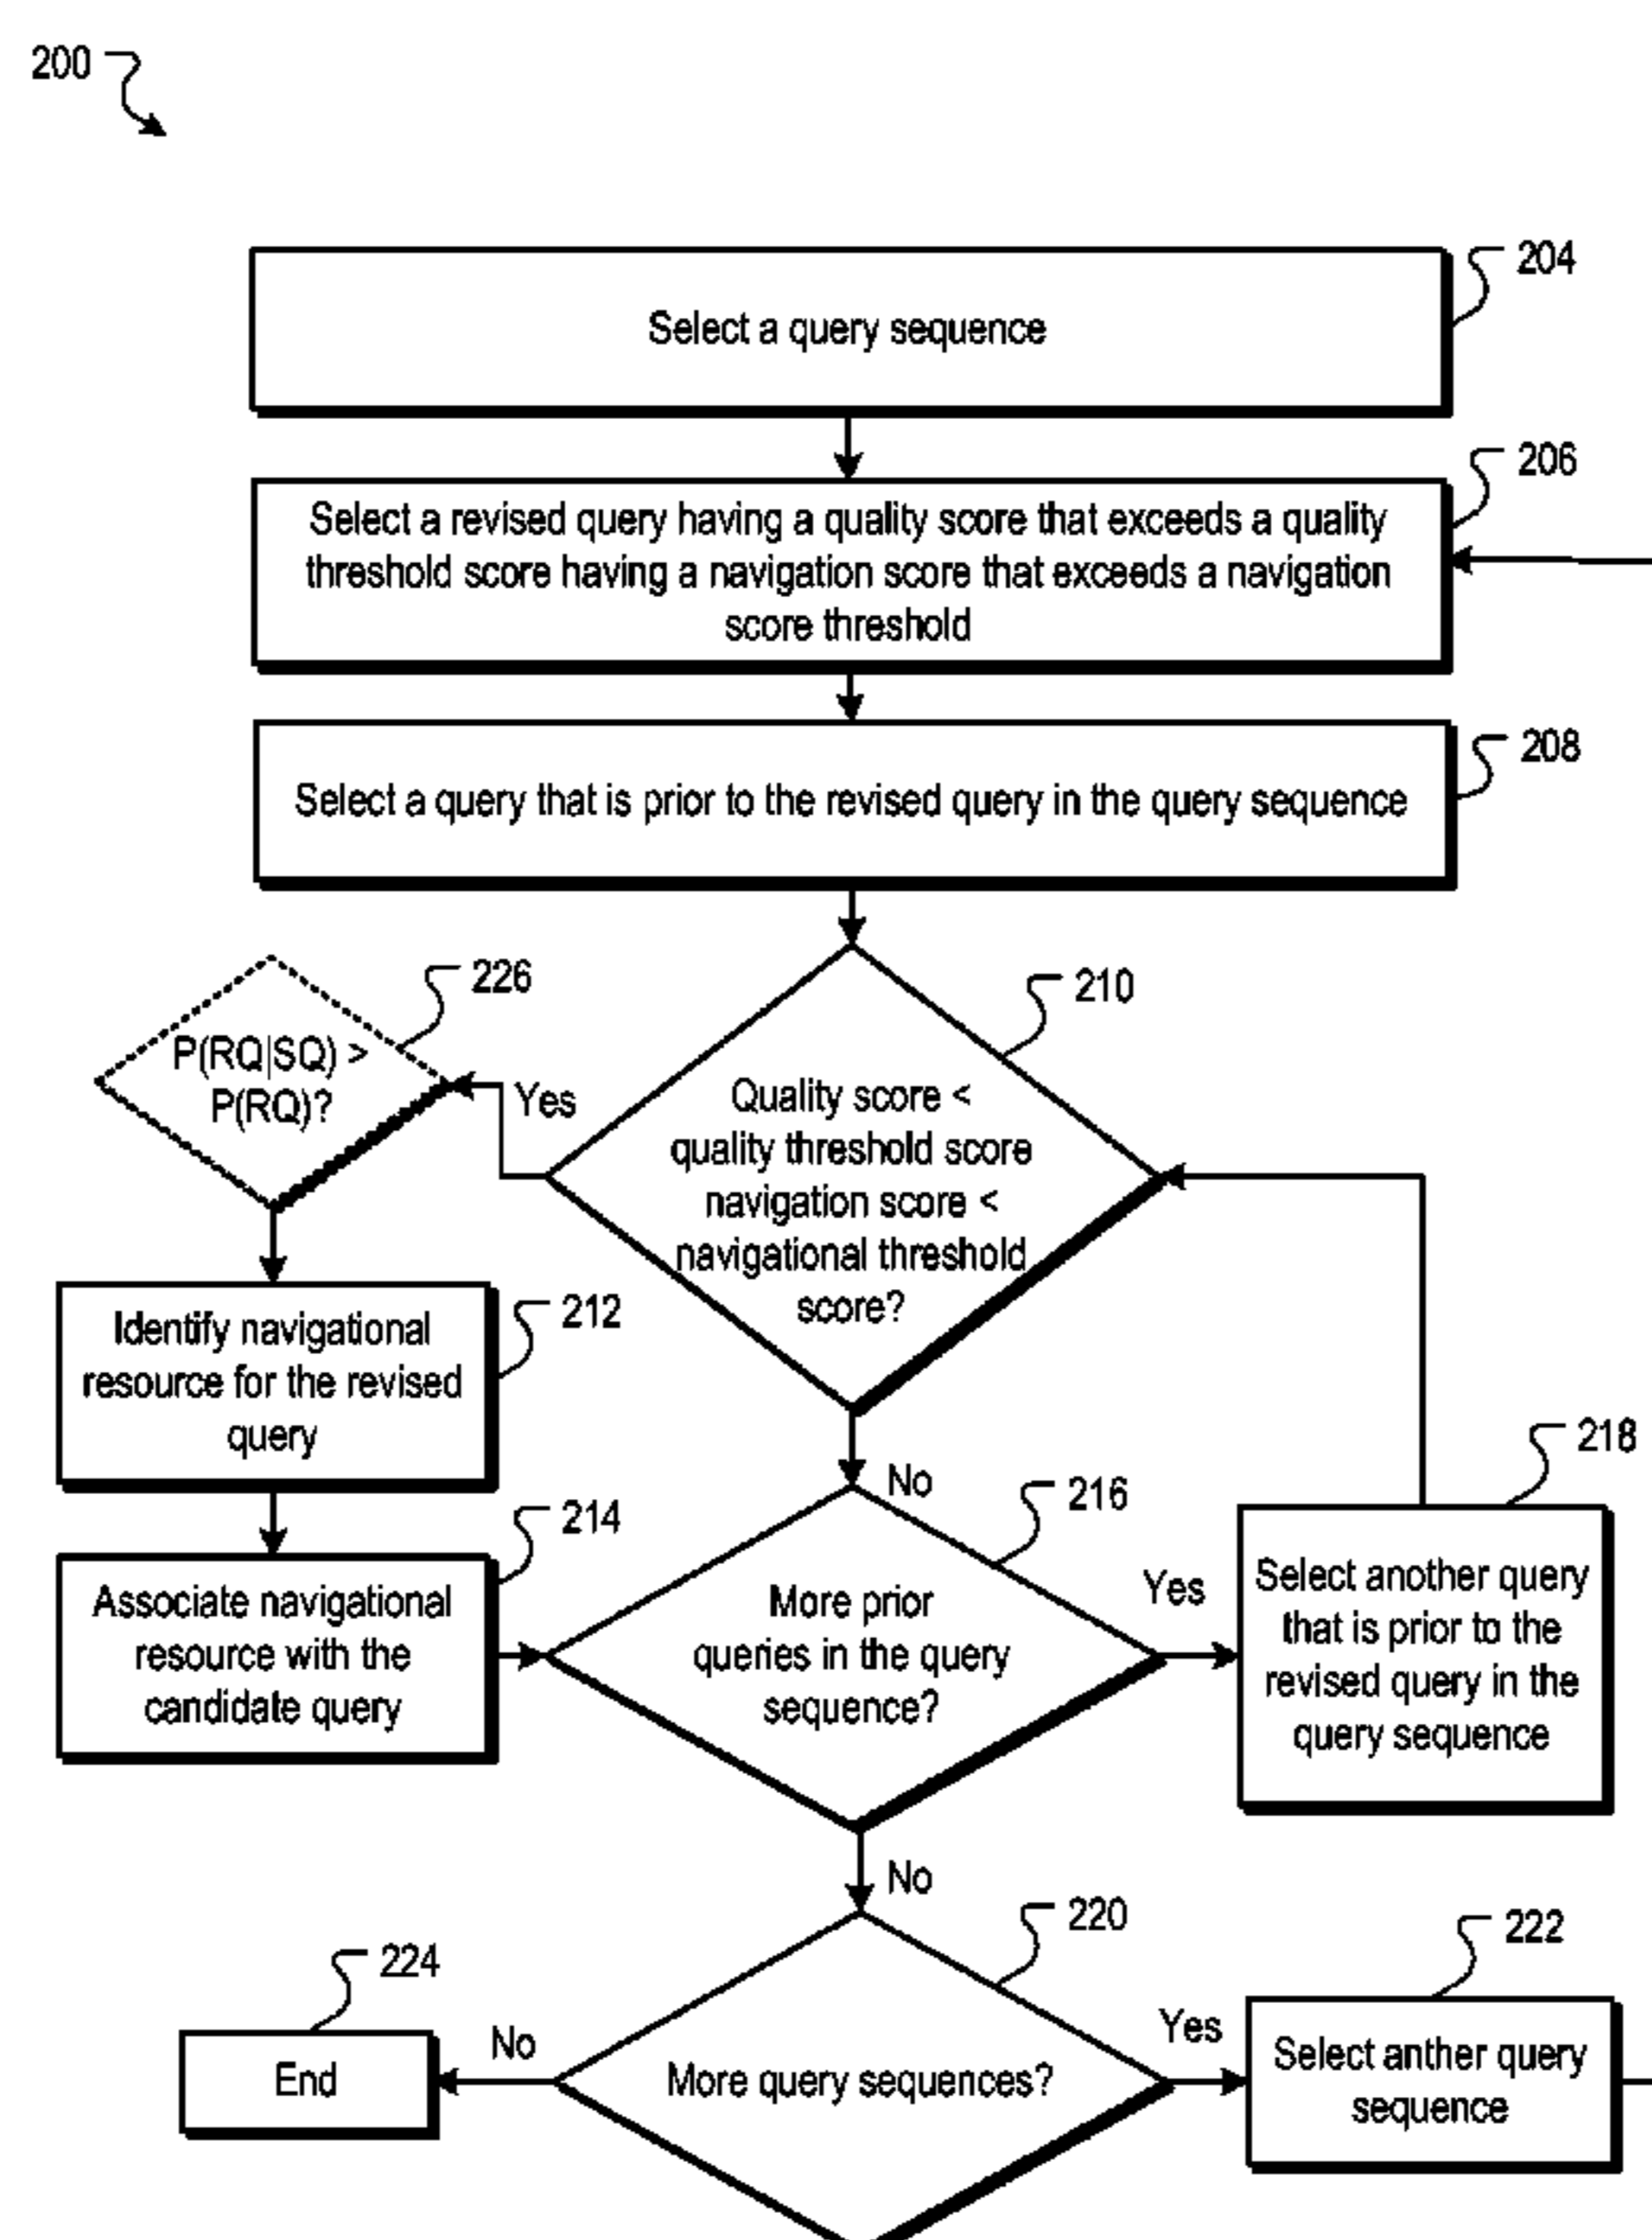 200
204
Select a query sequence
206
Select a revised query having a quality score that exceeds a quality
threshold score having a navigation score that exceeds a navigation
score threshold
208
Select a query that is prior to the revised query in the query sequence
226
P(RQ|SQ) >
P(RQ)?
Yes
210
Quality score <
quality threshold score
navigation score <
navigational threshold
score?
212
Identify navigational
resource for the revised
query
No
214
Associate navigational
resource with the
candidate query
216
More prior
queries in the query
sequence?
Yes
218
Select another query
that is prior to the
revised query in the
query sequence
No
220
More query sequences?
No
224
End
Yes
222
Select anther query
sequence